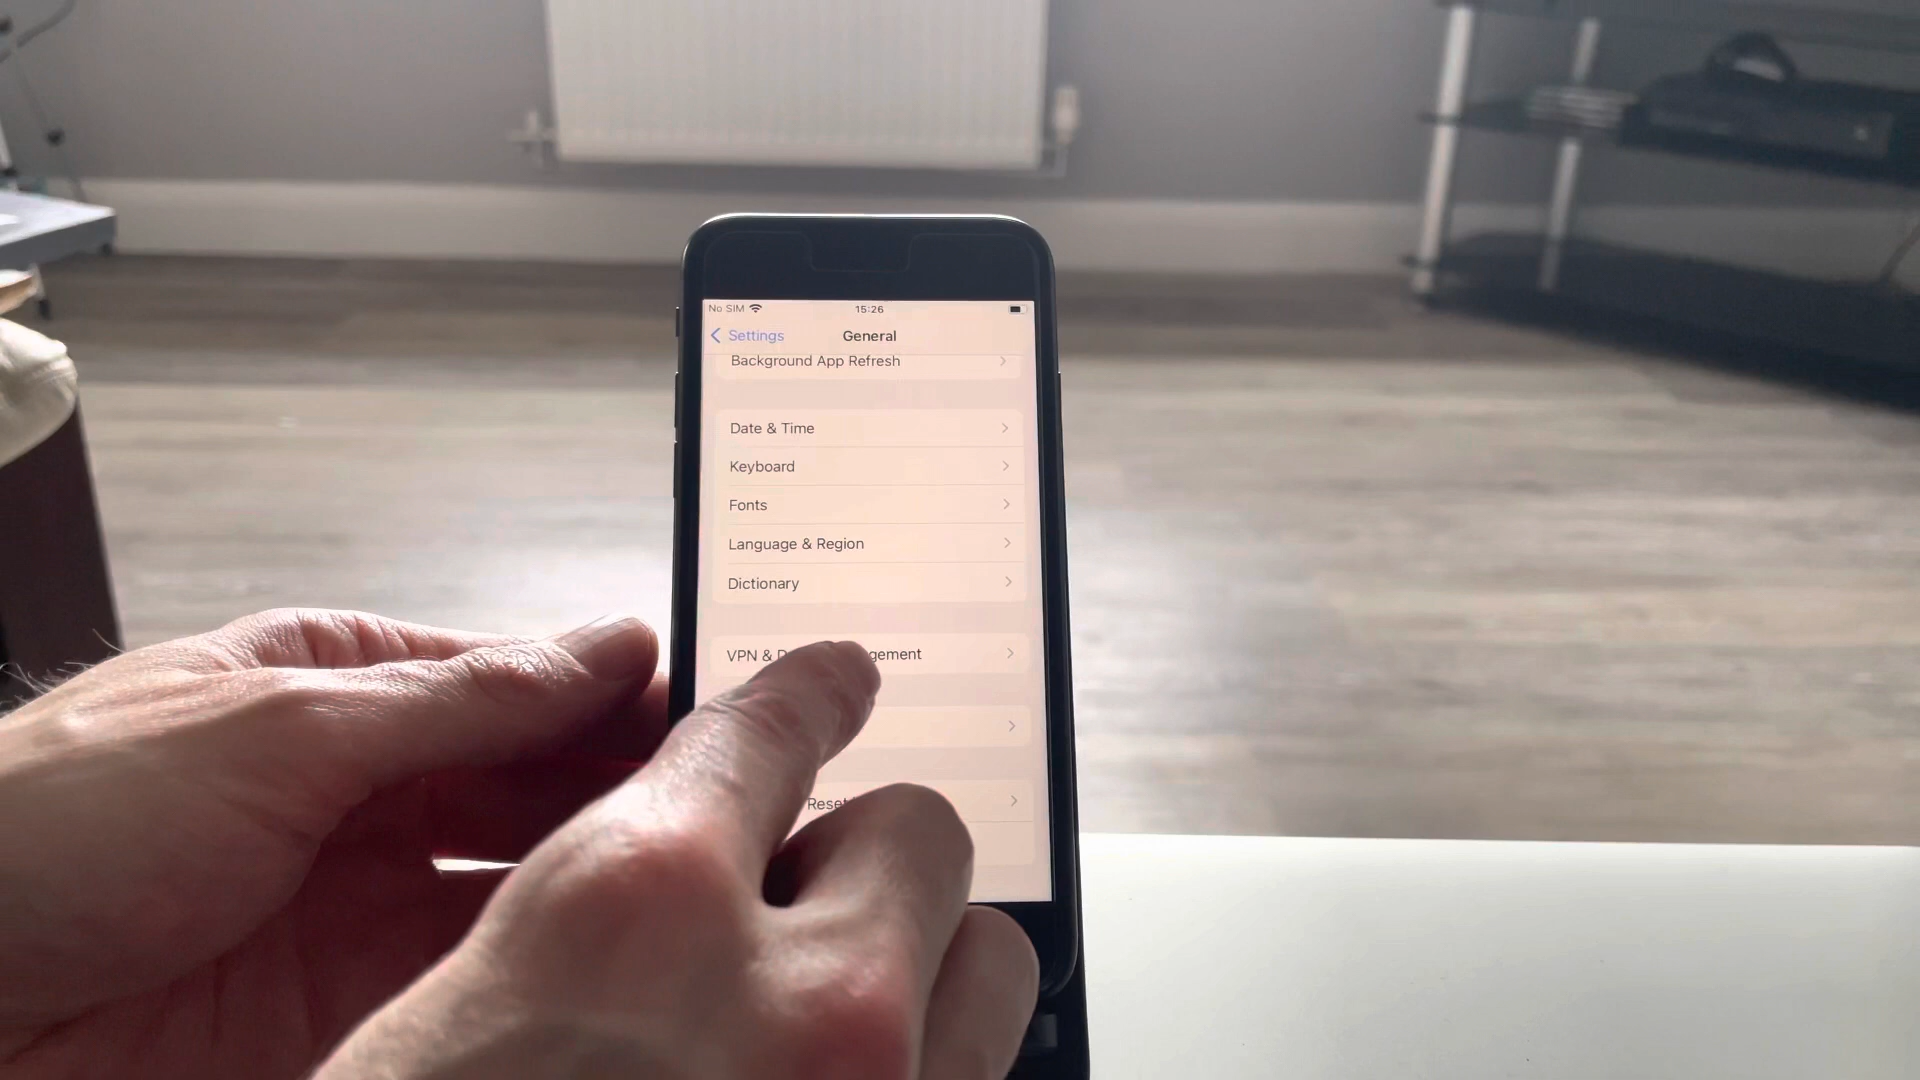 No SIM 15:26
Settings General
Background App Refresh
Date & Time
Keyboard
Fonts
Language & Region
Dictionary
VPN & D gement
Reset